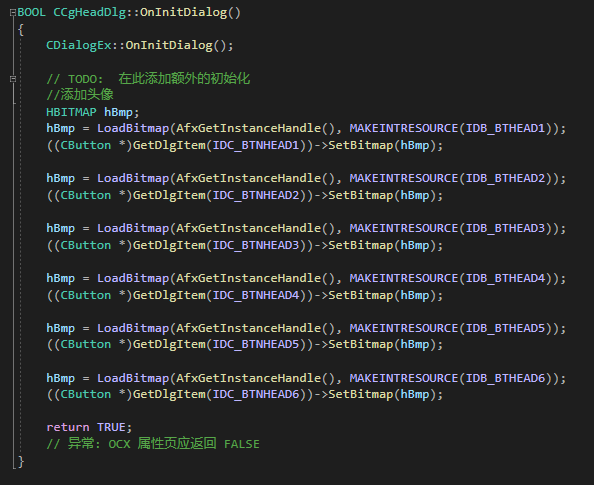 BOOL CCgHeadDlg::OnInitDialog()
{
CDialogEx::OnInitDialog();
// TODO: 在此添加额外的初始化
//添加头像
HBITMAP hBmp;
hBmp = LoadBitmap(AfxGetInstanceHandle(), MAKEINTRESOURCE(IDB_BTHEAD1));
((CButton *)GetDlgItem(IDC_BTNHEAD1))->SetBitmap(hBmp);
hBmp = LoadBitmap(AfxGetInstanceHandle(), MAKEINTRESOURCE(IDB_BTHEAD2));
((CButton *)GetDlgItem(IDC_BTNHEAD2))->SetBitmap(hBmp);
hBmp = LoadBitmap(AfxGetInstanceHandle(), MAKEINTRESOURCE(IDB_BTHEAD3));
((CButton *)GetDlgItem(IDC_BTNHEAD3))->SetBitmap(hBmp);
hBmp = LoadBitmap(AfxGetInstanceHandle(), MAKEINTRESOURCE(IDB_BTHEAD4));
((CButton *)GetDlgItem(IDC_BTNHEAD4))->SetBitmap(hBmp);
hBmp = LoadBitmap(AfxGetInstanceHandle(), MAKEINTRESOURCE(IDB_BTHEAD5));
((CButton *)GetDlgItem(IDC_BTNHEAD5))->SetBitmap(hBmp);
hBmp = LoadBitmap(AfxGetInstanceHandle(), MAKEINTRESOURCE(IDB_BTHEAD6));
((CButton *)GetDlgItem(IDC_BTNHEAD6))->SetBitmap(hBmp);
return TRUE;
// 异常: OCX 属性页应返回 FALSE
}